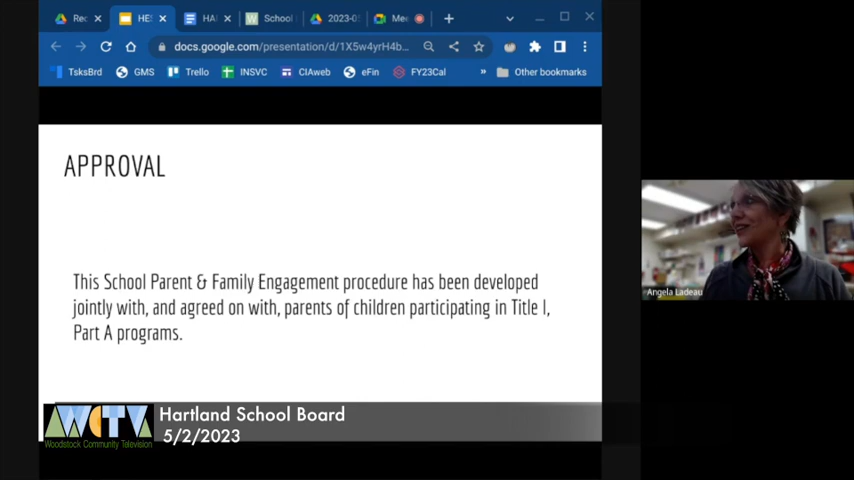 Rec
HES
HA
School
2023-05
Mee
docs.google.com/presentation/d/1X5w4yrH4b...
TsksBrd
GMS
Trello
INSVC
CIAweb
eFin
FY23Cal
»
Other bookmarks
APPROVAL
This School Parent & Family Engagement procedure has been developed
jointly with, and agreed on with, parents of children participating in Title I,
Part A programs.
Angela Ladeau
WCTV
Woodstock Community Television
Hartland School Board
5/2/2023